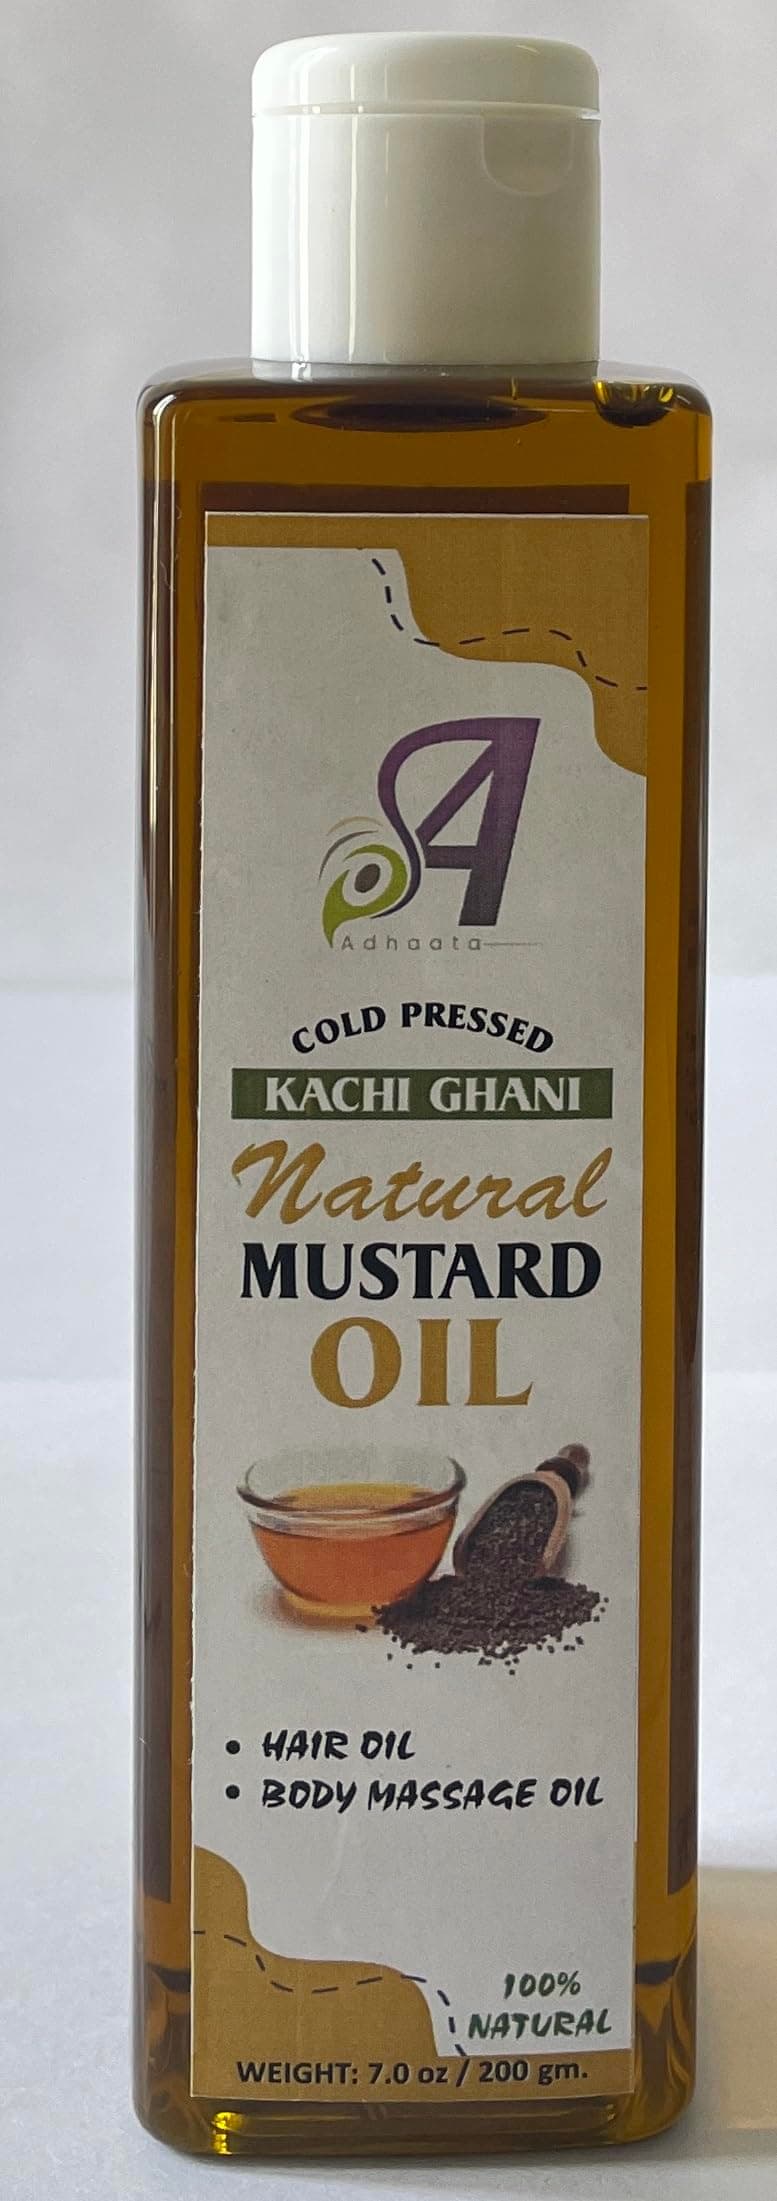 A
Adhaata
COLD PRESSED
KACHI GHANI
Natural
MUSTARD
OIL
• HAIR OIL
• BODY MASSAGE OIL
100%
NATURAL
WEIGHT: 7.0 oz / 200 gm.